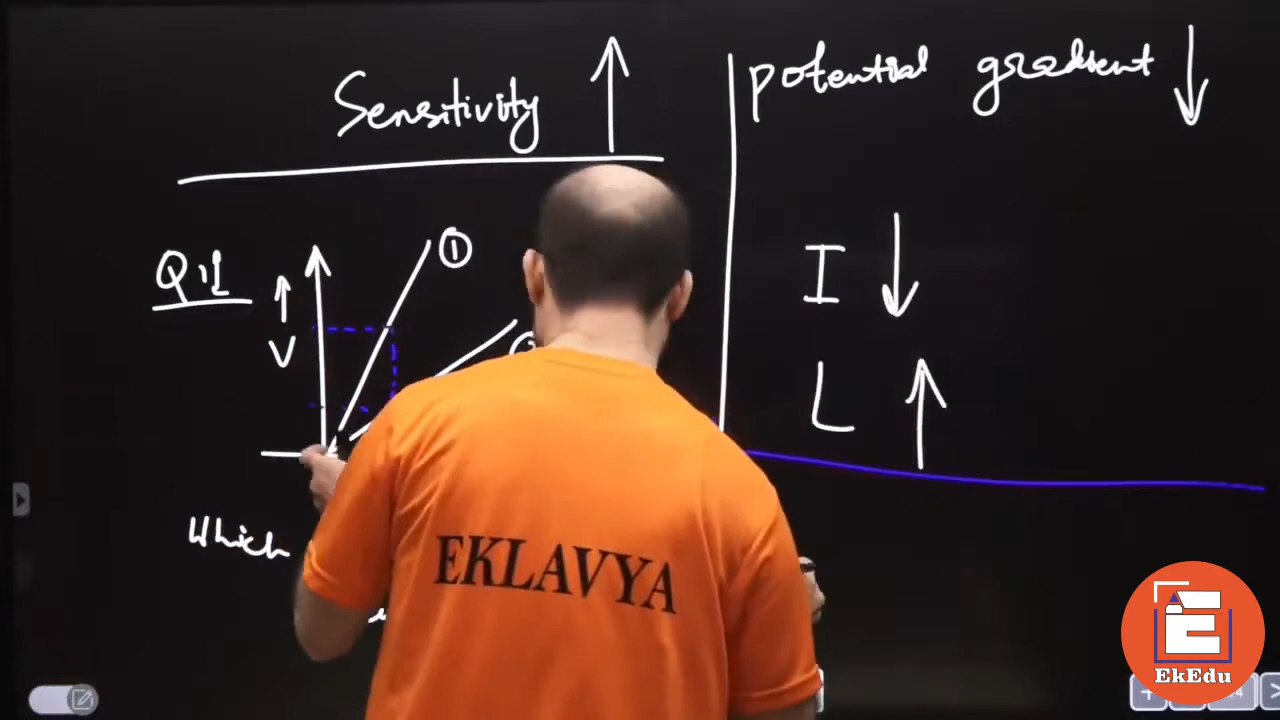 Sensitivity ↑
potential gradient ↓
Q.1
①
↑
V
I ↓
L ↑
Which
EKLAVYA
EkEdu